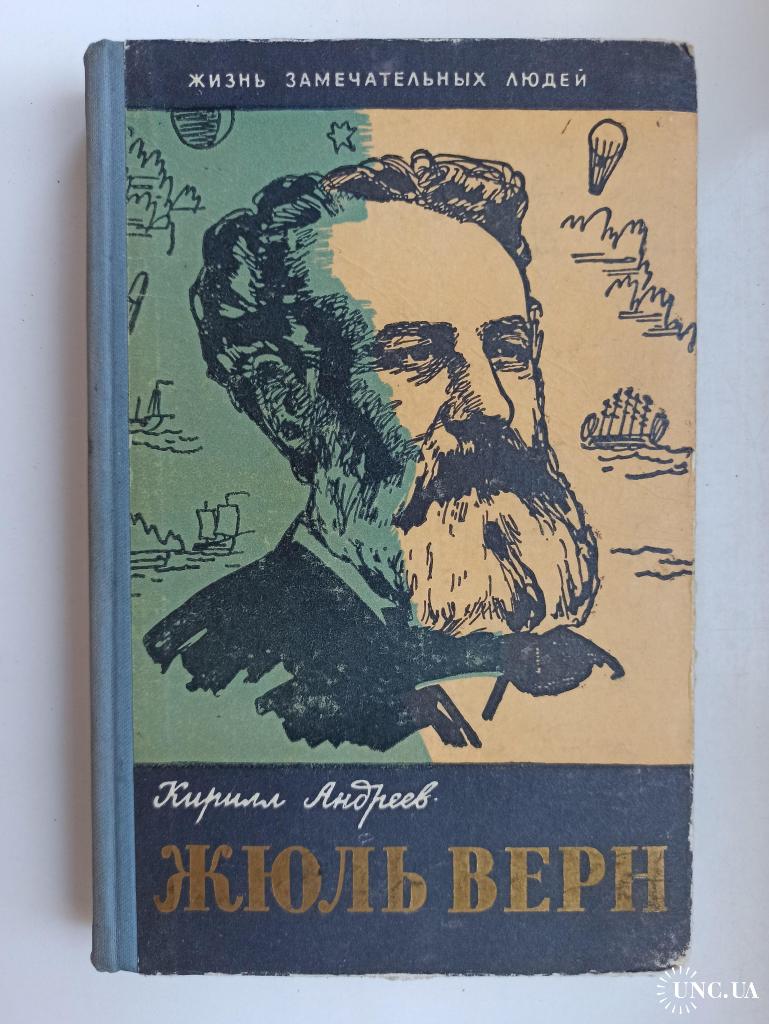 ЖИЗНЬ ЗАМЕЧАТЕЛЬНЫХ ЛЮДЕЙ
Кирилл Андреев.
ЖЮЛЬ ВЕРН
UNC.UA